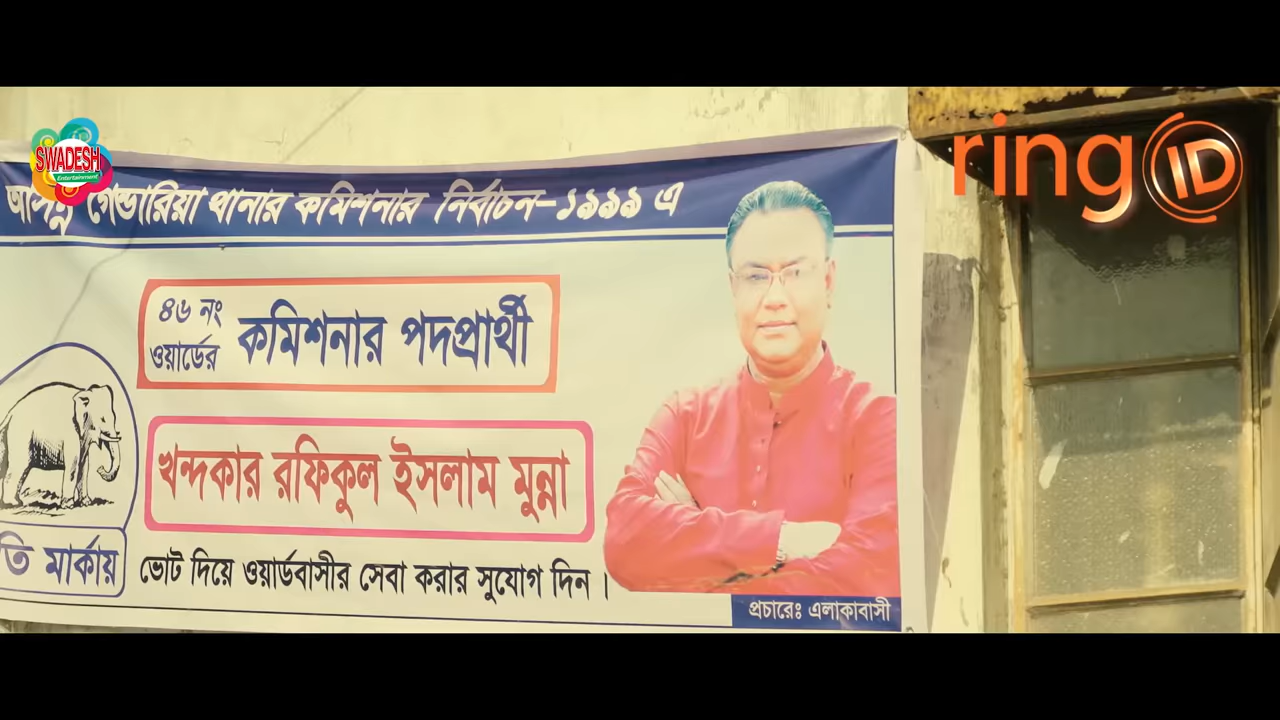 SWADESH
Entertainment
ring ID
আসন্ন গেন্ডারিয়া থানার কমিশনার নির্বাচন-১৯৯৯ এ
৪৬ নং
ওয়ার্ডের
কমিশনার পদপ্রার্থী
খন্দকার রফিকুল ইসলাম মুন্না
তি মার্কায়
ভোট দিয়ে ওয়ার্ডবাসীর সেবা করার সুযোগ দিন ।
প্রচারেঃ এলাকাবাসী